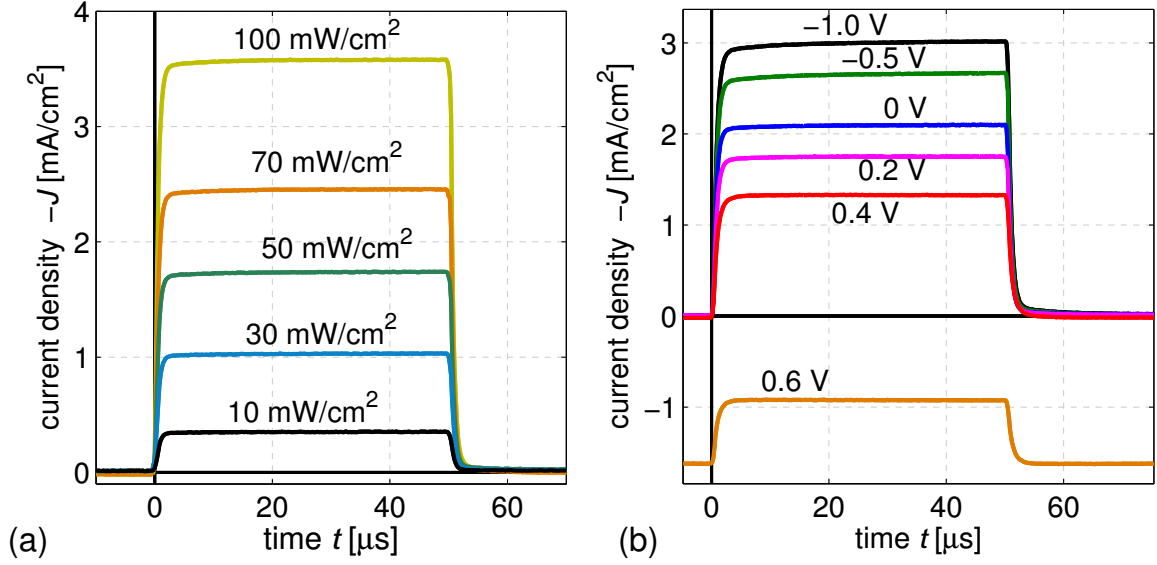 4
3
2
1
0
100 mW/cm²
70 mW/cm²
50 mW/cm²
30 mW/cm²
10 mW/cm²
0 20 40 60
current density −J [mA/cm²]
time t [μs]
(a)
3
2
1
0
−1
−1.0 V
−0.5 V
0 V
0.2 V
0.4 V
0.6 V
0 20 40 60
current density −J [mA/cm²]
time t [μs]
(b)